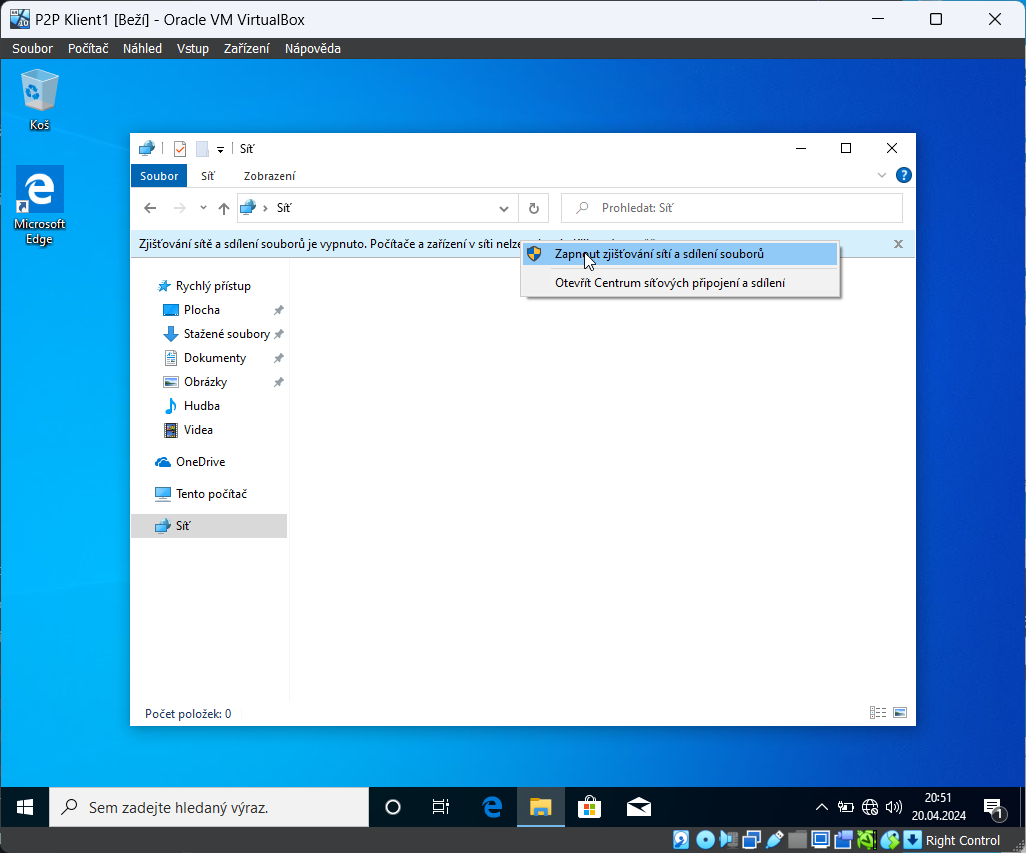 P2P Klient1 [Beží] - Oracle VM VirtualBox
Soubor Počítač Náhled Vstup Zařízení Nápověda
Koš
Microsoft
Edge
Síť
Soubor Síť Zobrazení
Síť
Prohledat: Síť
Zjišťování sítě a sdílení souborů je vypnuto. Počítače a zařízení v síti nelze
Zapnout zjišťování sítí a sdílení souborů
Otevřít Centrum síťových připojení a sdílení
Rychlý přístup
Plocha
Stažené soubory
Dokumenty
Obrázky
Hudba
Videa
OneDrive
Tento počítač
Síť
Počet položek: 0
Sem zadejte hledaný výraz.
20:51
20.04.2024
1
Right Control